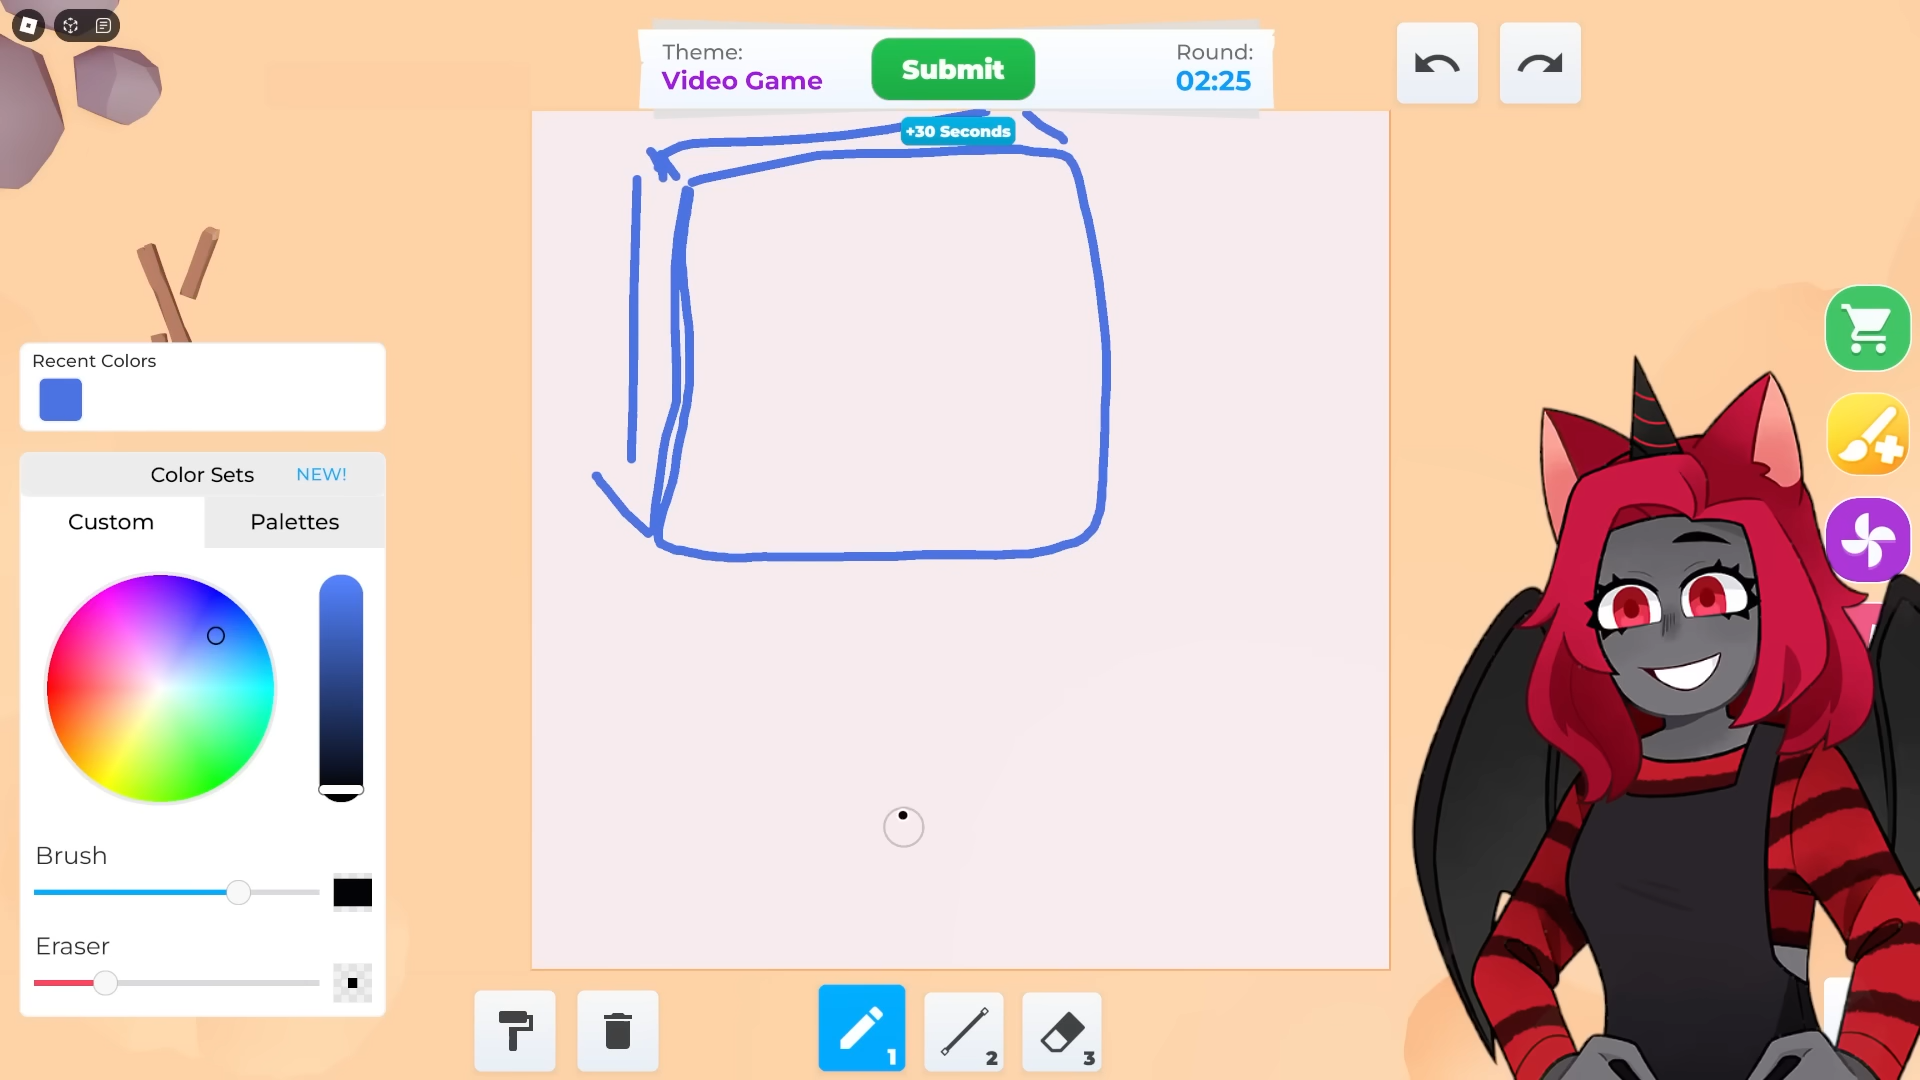 Theme:
Video Game
Submit
Round:
02:25
+30 Seconds
Recent Colors
Color Sets
NEW!
Custom
Palettes
Brush
Eraser
1
2
3